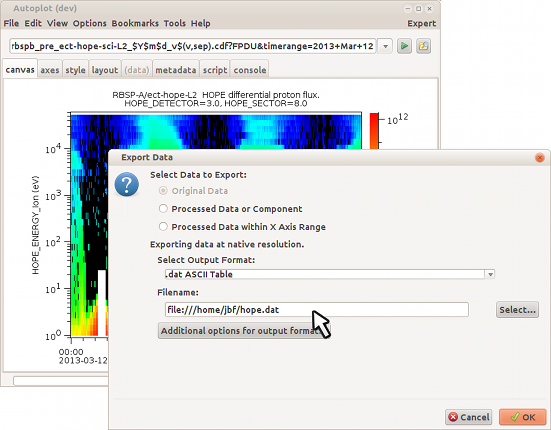 Autoplot (dev)
File Edit View Options Bookmarks Tools Help Expert
rbspb_pre_ect-hope-sci-L2_$Y$m$d_v$(v,sep).cdf?FPDU&timerange=2013+Mar+12
canvas axes style layout (data) metadata script console
RBSP-A/ect-hope-L2 HOPE differential proton flux.
HOPE_DETECTOR=3.0, HOPE_SECTOR=8.0
10^12
10^4
10^3
10^2
10^1
10^0
HOPE_ENERGY_Ion (eV)
00:00
2013-03-12
Export Data
Select Data to Export:
Original Data
Processed Data or Component
Processed Data within X Axis Range
Exporting data at native resolution.
Select Output Format:
.dat ASCII Table
Filename:
file:///home/jbf/hope.dat
Select...
Additional options for output format
Cancel
OK